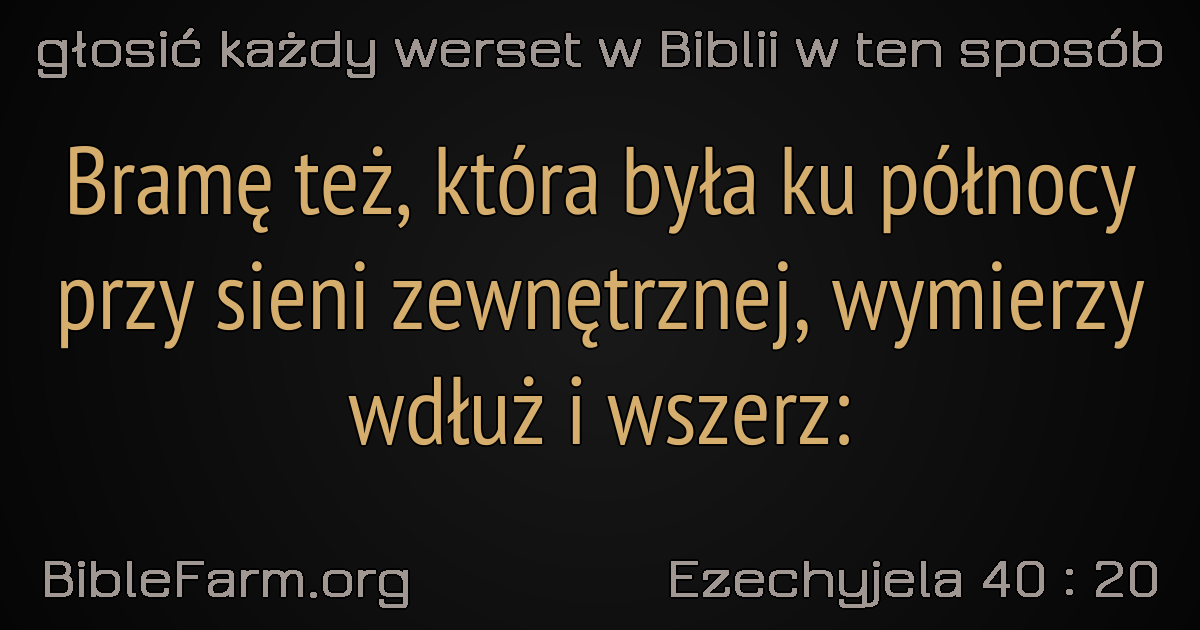 głosić każdy werset w Biblii w ten sposób
Bramę też, która była ku północy
przy sieni zewnętrznej, wymierzy
wdłuż i wszerz:
BibleFarm.org
Ezechyjela 40 : 20